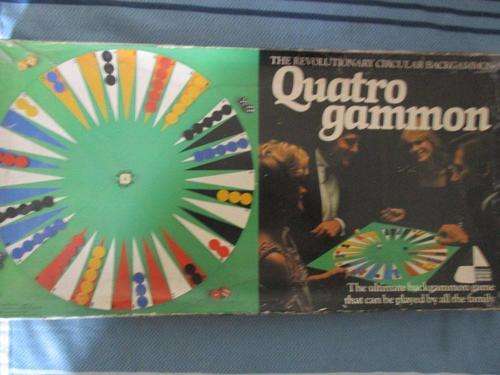 THE REVOLUTIONARY CIRCULAR BACKGAMMON
Quatro
gammon
The ultimate backgammon game
that can be played by all the family